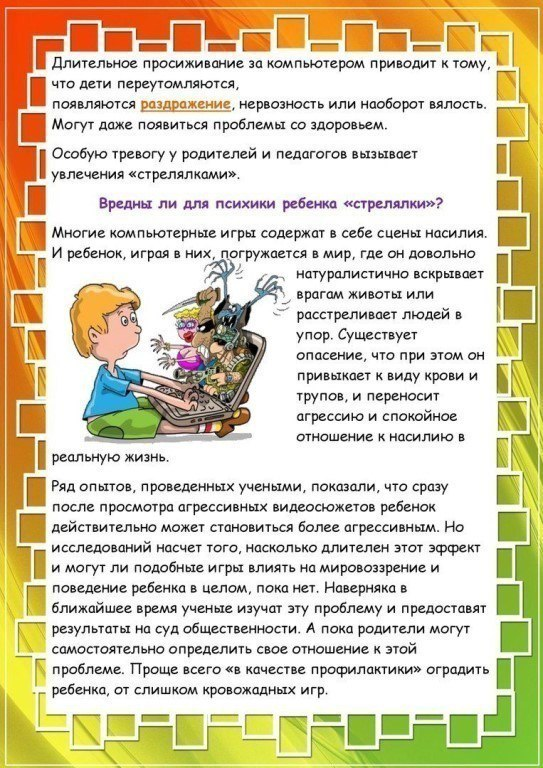 Длительное просиживание за компьютером приводит к тому,
что дети переутомляются,
появляются раздражение, нервозность или наоборот вялость.
Могут даже появиться проблемы со здоровьем.
Особую тревогу у родителей и педагогов вызывает
увлечения «стрелялками».
Вредны ли для психики ребенка «стрелялки»?
Многие компьютерные игры содержат в себе сцены насилия.
И ребенок, играя в них, погружается в мир, где он довольно
натуралистично вскрывает
врагам животы или
расстреливает людей в
упор. Существует
опасение, что при этом он
привыкает к виду крови и
трупов, и переносит
агрессию и спокойное
отношение к насилию в
реальную жизнь.
Ряд опытов, проведенных учеными, показали, что сразу
после просмотра агрессивных видеосюжетов ребенок
действительно может становиться более агрессивным. Но
исследований насчет того, насколько длителен этот эффект
и могут ли подобные игры влиять на мировоззрение и
поведение ребенка в целом, пока нет. Наверняка в
ближайшее время ученые изучат эту проблему и предоставят
результаты на суд общественности. А пока родители могут
самостоятельно определить свое отношение к этой
проблеме. Проще всего «в качестве профилактики» оградить
ребенка, от слишком кровожадных игр.